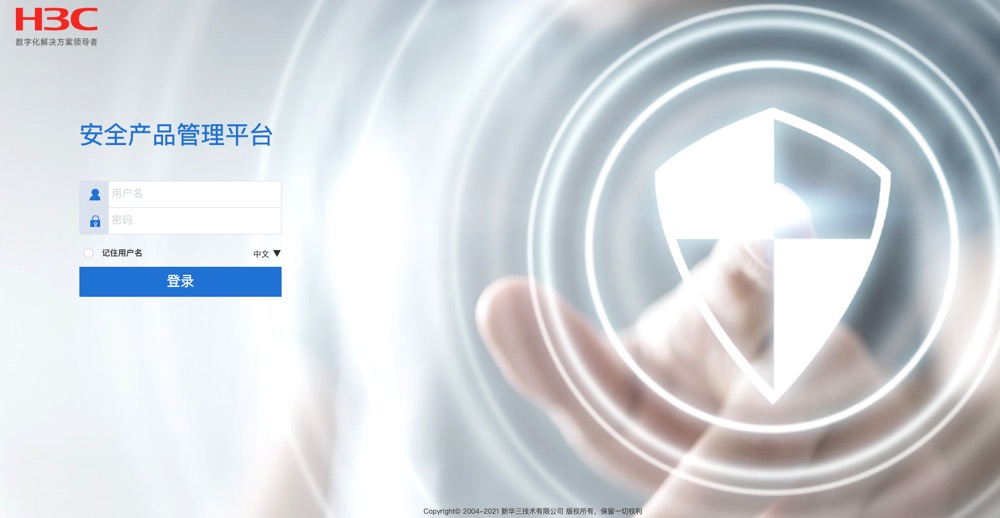 H3C
数字化解决方案领导者
安全产品管理平台
用户名
密码
记住用户名
中文 ▼
登录
Copyright© 2004-2021 新华三技术有限公司 版权所有，保留一切权利